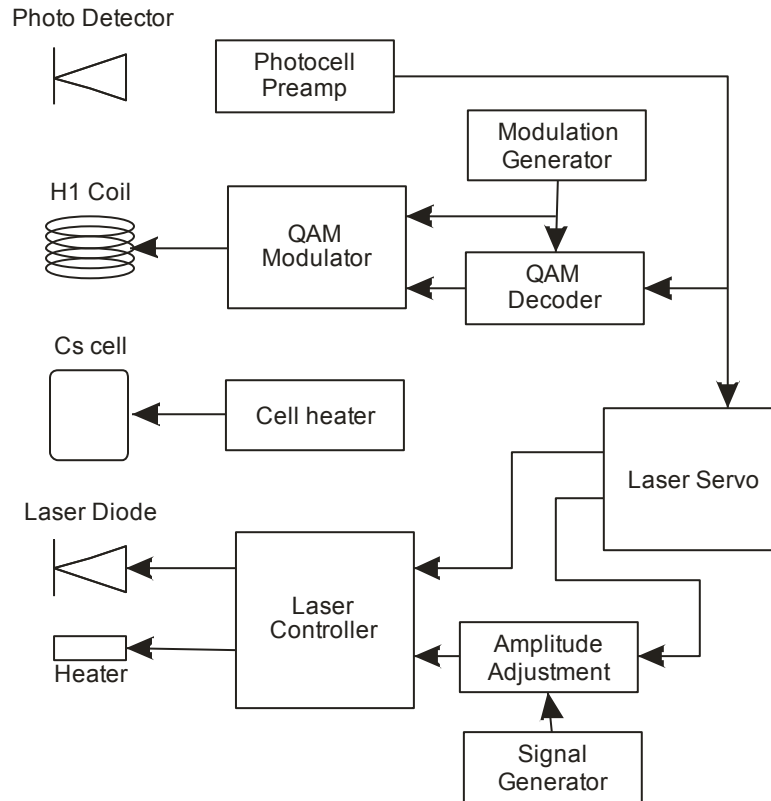 Photo Detector
Photocell
Preamp
Modulation
Generator
H1 Coil
QAM
Modulator
QAM
Decoder
Cs cell
Cell heater
Laser Servo
Laser Diode
Laser
Controller
Amplitude
Adjustment
Heater
Signal
Generator